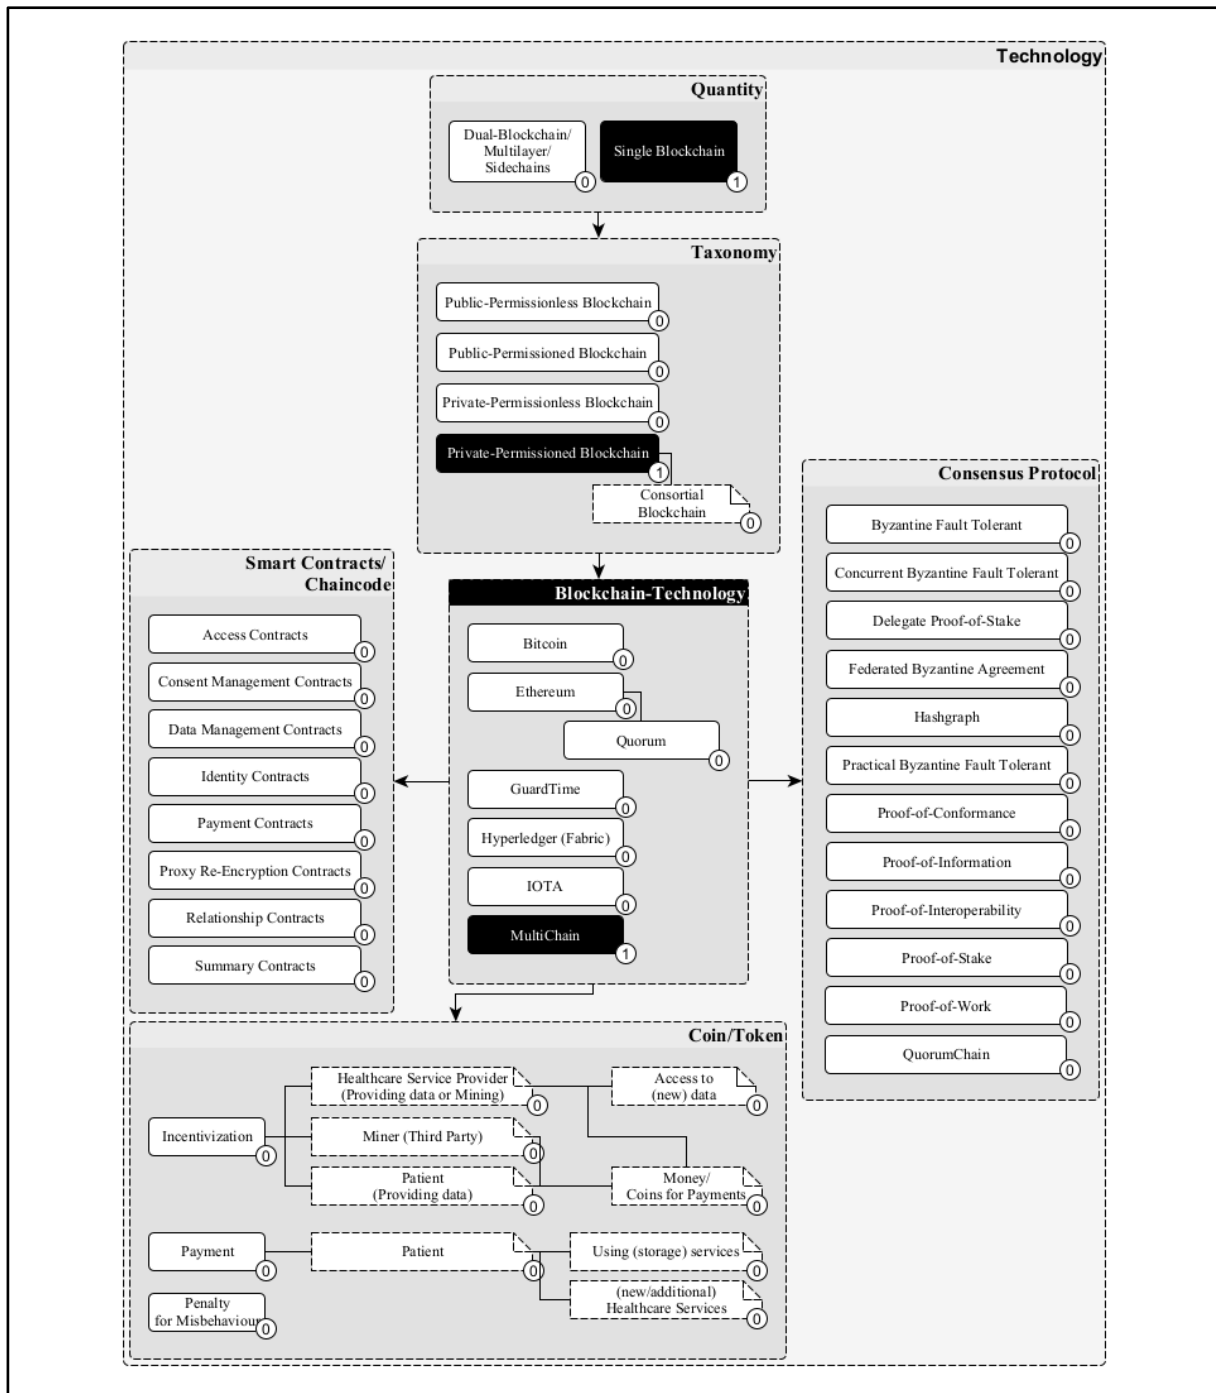 Technology
Quantity
Dual-Blockchain/
Multilayer/
Sidechains
0
Single Blockchain
1
Taxonomy
Public-Permissionless Blockchain
0
Public-Permissioned Blockchain
0
Private-Permissionless Blockchain
0
Private-Permissioned Blockchain
1
Consortial
Blockchain
0
Smart Contracts/
Chaincode
Access Contracts
0
Consent Management Contracts
0
Data Management Contracts
0
Identity Contracts
0
Payment Contracts
0
Proxy Re-Encryption Contracts
0
Relationship Contracts
0
Summary Contracts
0
Blockchain-Technology
Bitcoin
0
Ethereum
0
Quorum
0
GuardTime
0
Hyperledger (Fabric)
0
IOTA
0
MultiChain
1
Consensus Protocol
Byzantine Fault Tolerant
0
Concurrent Byzantine Fault Tolerant
0
Delegate Proof-of-Stake
0
Federated Byzantine Agreement
0
Hashgraph
0
Practical Byzantine Fault Tolerant
0
Proof-of-Conformance
0
Proof-of-Information
0
Proof-of-Interoperability
0
Proof-of-Stake
0
Proof-of-Work
0
QuorumChain
0
Coin/Token
Incentivization
0
Healthcare Service Provider
(Providing data or Mining)
0
Access to
(new) data
0
Miner (Third Party)
0
Patient
(Providing data)
0
Money/
Coins for Payments
0
Payment
0
Patient
0
Using (storage) services
0
(new/additional)
Healthcare Services
0
Penalty
for Misbehaviour
0